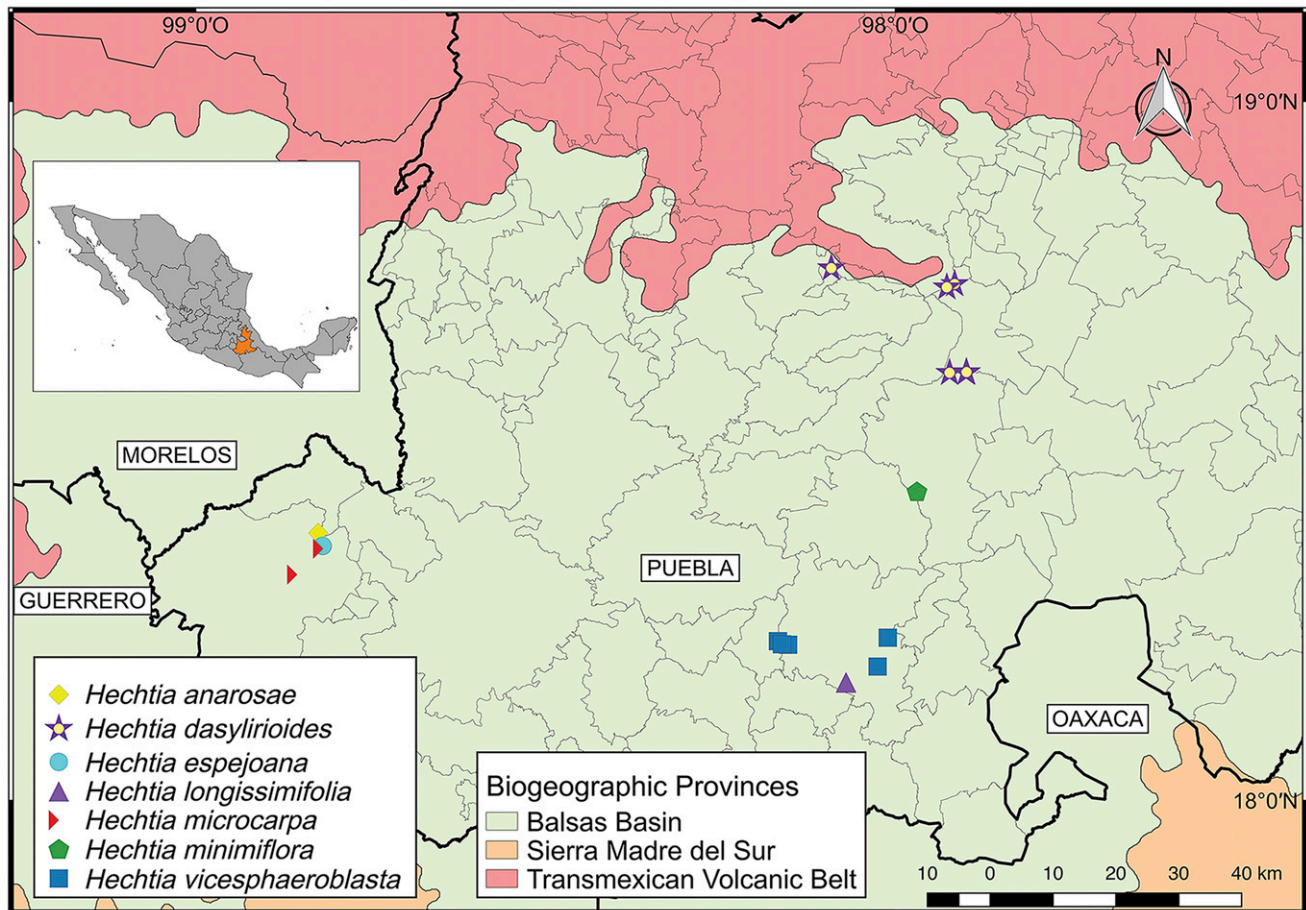 99°0′O
98°0′O
N
19°0′N
MORELOS
PUEBLA
GUERRERO
OAXACA
18°0′N
Hechtia anarosae
Hechtia dasylirioides
Hechtia espejoana
Hechtia longissimifolia
Hechtia microcarpa
Hechtia minimiflora
Hechtia vicesphaeroblasta
Biogeographic Provinces
Balsas Basin
Sierra Madre del Sur
Transmexican Volcanic Belt
10 0 10 20 30 40 km